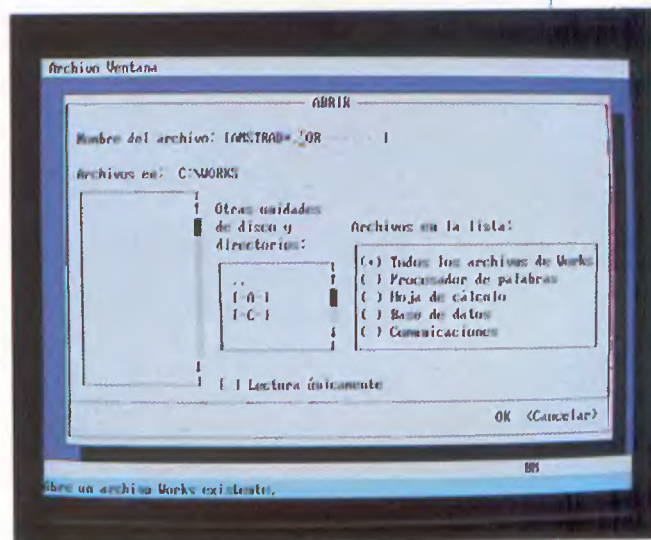 Archivo Ventana
ABRIR
Nombre del archivo: [AMSTRAD*. OR ]
Archivos en: C:\WORKS
Otras unidades
de disco y
directorios:
..
[-A-]
[-C-]
Archivos en la lista:
(•) Todos los archivos de Works
( ) Procesador de palabras
( ) Hoja de cálculo
( ) Base de datos
( ) Comunicaciones
[ ] Lectura únicamente
OK <Cancelar>
Abre un archivo Works existente.